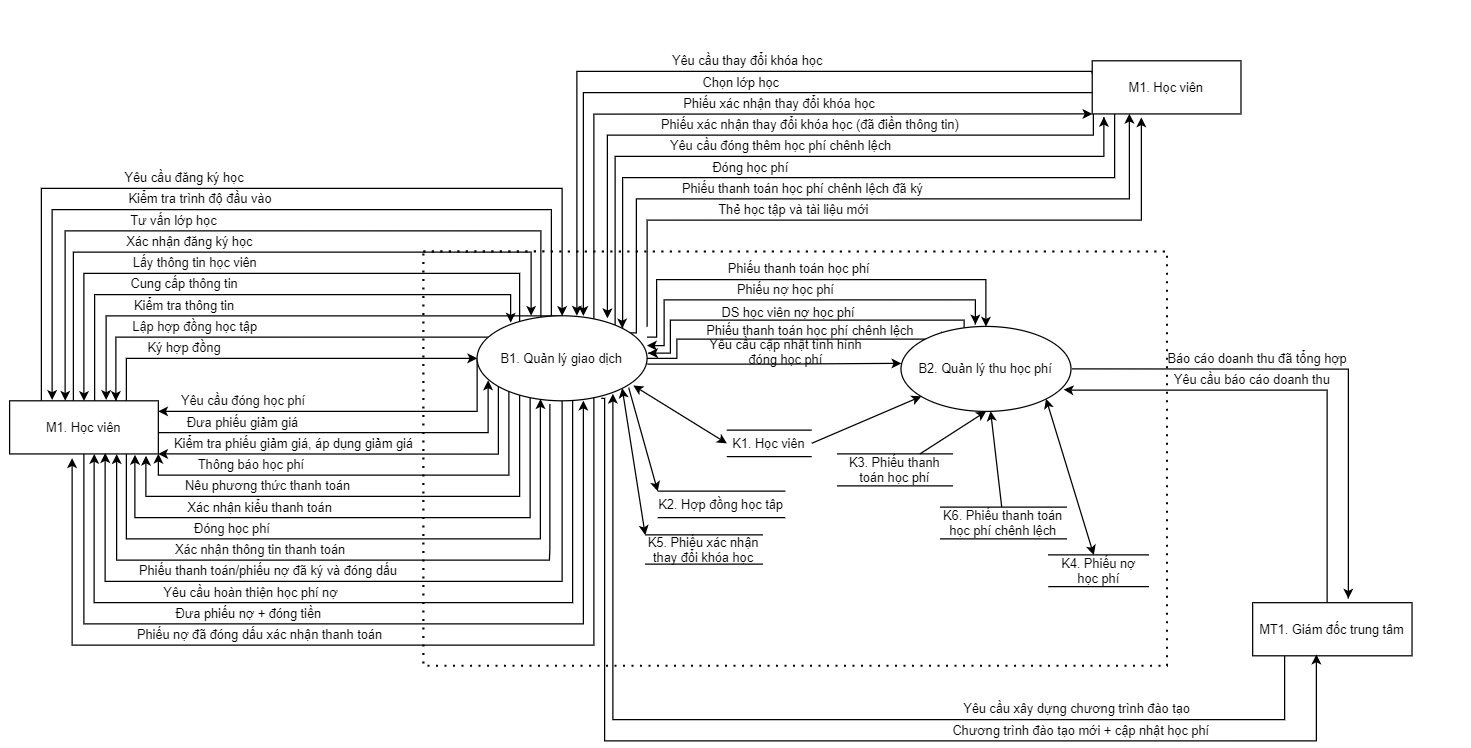 Yêu cầu thay đổi khóa học
Chọn lớp học
Phiếu xác nhận thay đổi khóa học
Phiếu xác nhận thay đổi khóa học (đã điền thông tin)
Yêu cầu đóng thêm học phí chênh lệch
Đóng học phí
Phiếu thanh toán học phí chênh lệch đã ký
Thẻ học tập và tài liệu mới
M1. Học viên
Yêu cầu đăng ký học
Kiểm tra trình độ đầu vào
Tư vấn lớp học
Xác nhận đăng ký học
Lấy thông tin học viên
Cung cấp thông tin
Kiểm tra thông tin
Lập hợp đồng học tập
Ký hợp đồng
Phiếu thanh toán học phí
Phiếu nợ học phí
DS học viên nợ học phí
Phiếu thanh toán học phí chênh lệch
Yêu cầu cập nhật tình hình
đóng học phí
B1. Quản lý giao dịch
B2. Quản lý thu học phí
Báo cáo doanh thu đã tổng hợp
Yêu cầu báo cáo doanh thu
M1. Học viên
Yêu cầu đóng học phí
Đưa phiếu giảm giá
Kiểm tra phiếu giảm giá, áp dụng giảm giá
Thông báo học phí
Nêu phương thức thanh toán
Xác nhận kiểu thanh toán
Đóng học phí
Xác nhận thông tin thanh toán
Phiếu thanh toán/phiếu nợ đã ký và đóng dấu
Yêu cầu hoàn thiện học phí nợ
Đưa phiếu nợ + đóng tiền
Phiếu nợ đã đóng dấu xác nhận thanh toán
K1. Học viên
K3. Phiếu thanh
toán học phí
K2. Hợp đồng học tâp
K6. Phiếu thanh toán
học phí chênh lệch
K5. Phiệu xác nhận
thay đổi khóa học
K4. Phiếu nợ
học phí
MT1. Giám đốc trung tâm
Yêu cầu xây dựng chương trình đào tạo
Chương trình đào tạo mới + cập nhật học phí